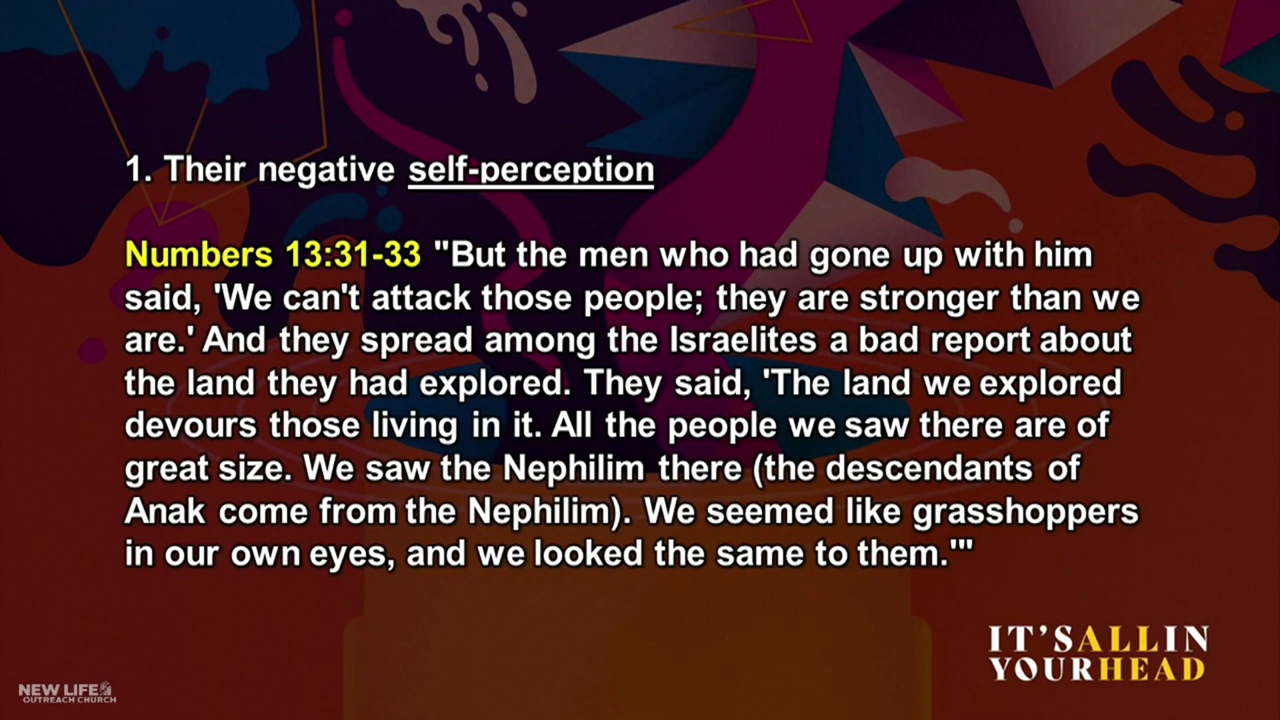 1. Their negative self-perception
Numbers 13:31-33 "But the men who had gone up with him
said, 'We can't attack those people; they are stronger than we
are.' And they spread among the Israelites a bad report about
the land they had explored. They said, 'The land we explored
devours those living in it. All the people we saw there are of
great size. We saw the Nephilim there (the descendants of
Anak come from the Nephilim). We seemed like grasshoppers
in our own eyes, and we looked the same to them.'"
IT'S ALL IN
YOUR HEAD
NEW LIFE
OUTREACH CHURCH